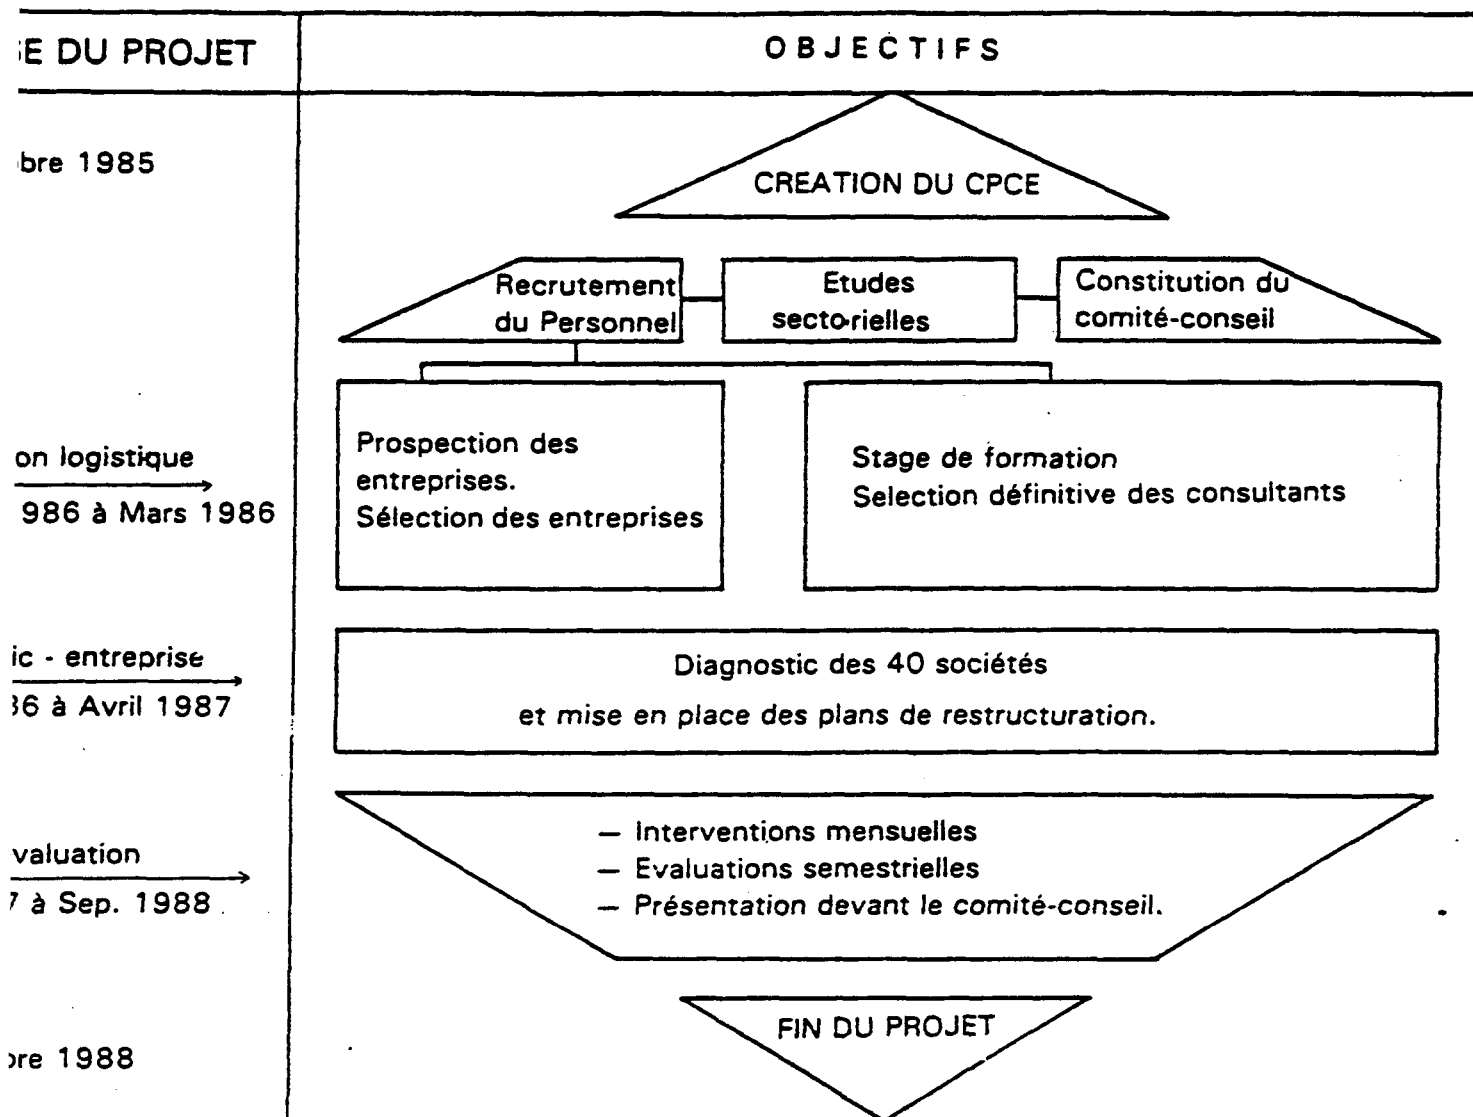 E DU PROJET
OBJECTIFS
bre 1985
CREATION DU CPCE
Recrutement
du Personnel
Etudes
sectorielles
Constitution du
comité-conseil
on logistique
986 à Mars 1986
Prospection des
entreprises.
Sélection des entreprises
Stage de formation
Selection définitive des consultants
ic - entreprise
36 à Avril 1987
Diagnostic des 40 sociétés
et mise en place des plans de restructuration.
valuation
7 à Sep. 1988
— Interventions mensuelles
— Evaluations semestrielles
— Présentation devant le comité-conseil.
FIN DU PROJET
bre 1988